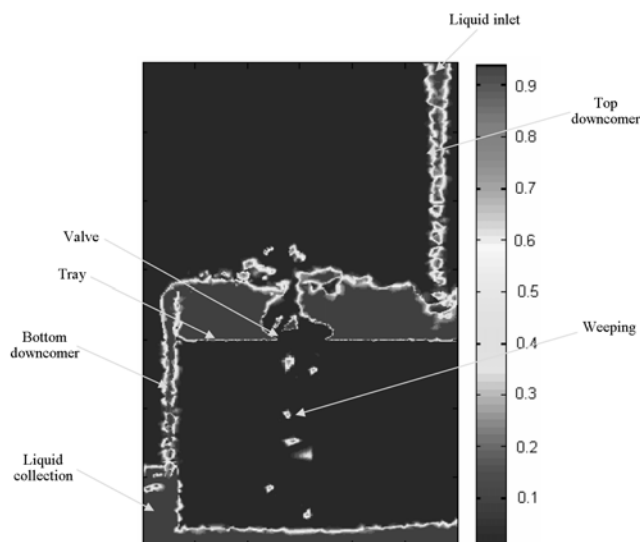 Liquid inlet
Top
downcomer
Valve
Tray
Bottom
downcomer
Weeping
Liquid
collection
0.9
0.8
0.7
0.6
0.5
0.4
0.3
0.2
0.1